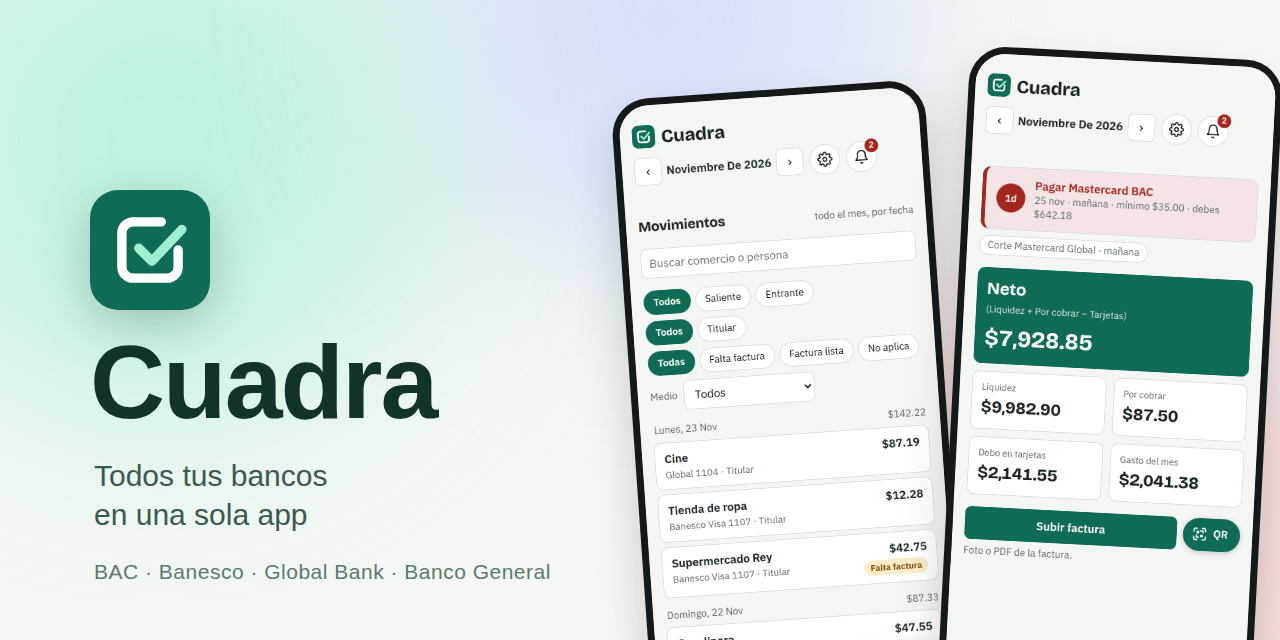 Cuadra
Todos tus bancos
en una sola app
BAC · Banesco · Global Bank · Banco General
Cuadra
‹ Noviembre De 2026 › 2
Movimientos todo el mes, por fecha
Buscar comercio o persona
Todos Saliente Entrante
Todos Titular
Todas Falta factura Factura lista No aplica
Medio Todos
Lunes, 23 Nov $142.22
Cine $87.19
Global 1104 · Titular
Tienda de ropa $12.28
Banesco Visa 1107 · Titular
Supermercado Rey $42.75
Banesco Visa 1107 · Titular Falta factura
Domingo, 22 Nov $87.33
$47.55
Cuadra
‹ Noviembre De 2026 › 2
1d Pagar Mastercard BAC
25 nov · mañana · mínimo $35.00 · debes
$642.18
Corte Mastercard Global · mañana
Neto
(Liquidez + Por cobrar − Tarjetas)
$7,928.85
Liquidez Por cobrar
$9,982.90 $87.50
Debo en tarjetas Gasto del mes
$2,141.55 $2,041.38
Subir factura QR
Foto o PDF de la factura.